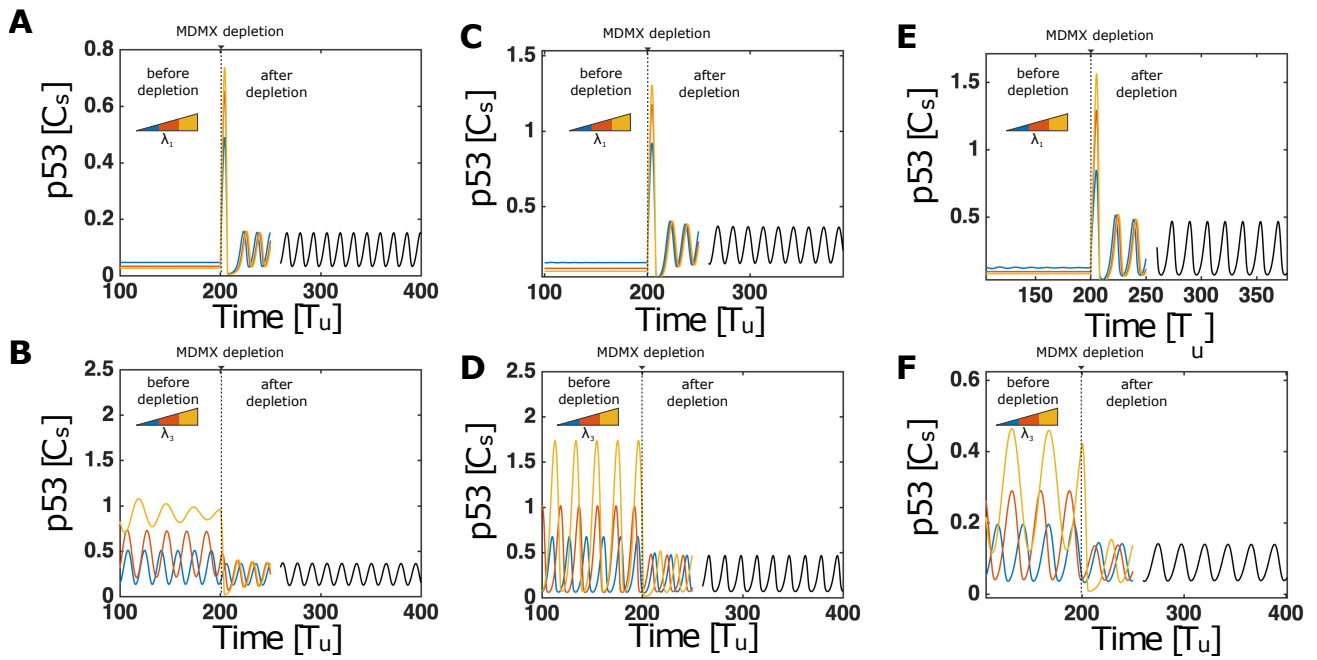 A
MDMX depletion
0.8
0.6
0.4
0.2
0
p53 [Cs]
before
depletion
after
depletion
λ1
100
200
300
400
Time [Tu]
C
MDMX depletion
1.5
1
0.5
p53 [Cs]
before
depletion
after
depletion
λ1
100
200
300
Time [Tu]
E
MDMX depletion
1.5
1
0.5
p53 [Cs]
before
depletion
after
depletion
λ1
150
200
250
300
350
Time [T
u
]
B
MDMX depletion
2.5
2
1.5
1
0.5
0
p53 [Cs]
before
depletion
after
depletion
λ3
100
200
300
400
Time [Tu]
D
MDMX depletion
2.5
2
1.5
1
0.5
0
p53 [Cs]
before
depletion
after
depletion
λ3
100
200
300
400
Time [Tu]
F
MDMX depletion
0.6
0.4
0.2
0
p53 [Cs]
before
depletion
after
depletion
λ3
200
300
400
Time [Tu]